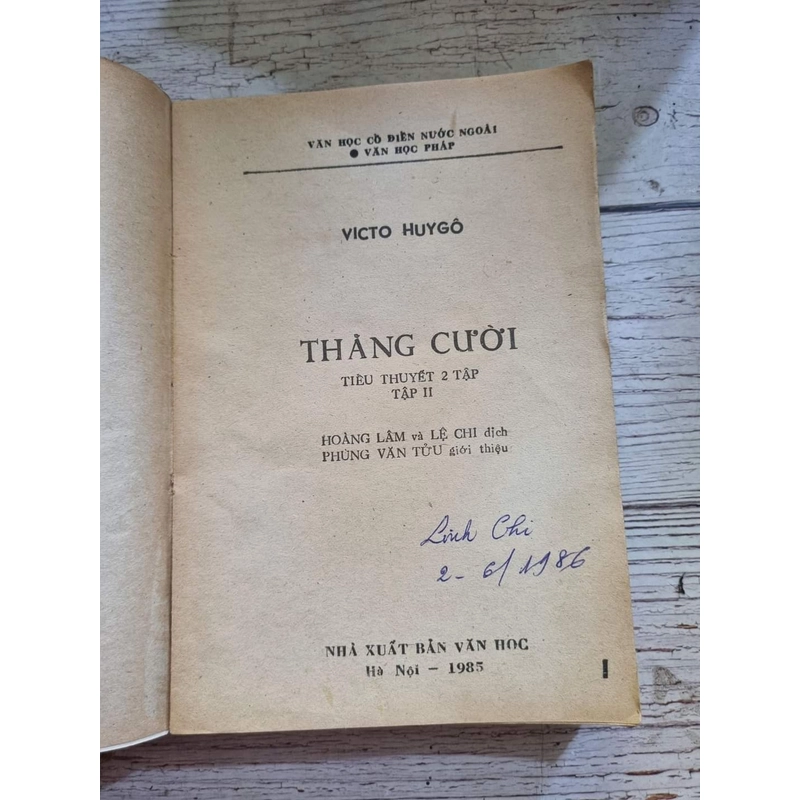 VĂN HỌC CỔ ĐIỂN NƯỚC NGOÀI
● VĂN HỌC PHÁP
VICTO HUYGÔ
THẰNG CƯỜI
TIỂU THUYẾT 2 TẬP
TẬP II
HOÀNG LÂM và LỆ CHI dịch
PHÙNG VĂN TỬU giới thiệu
Linh Chi
2-6/1986
NHÀ XUẤT BẢN VĂN HỌC
Hà Nội – 1985